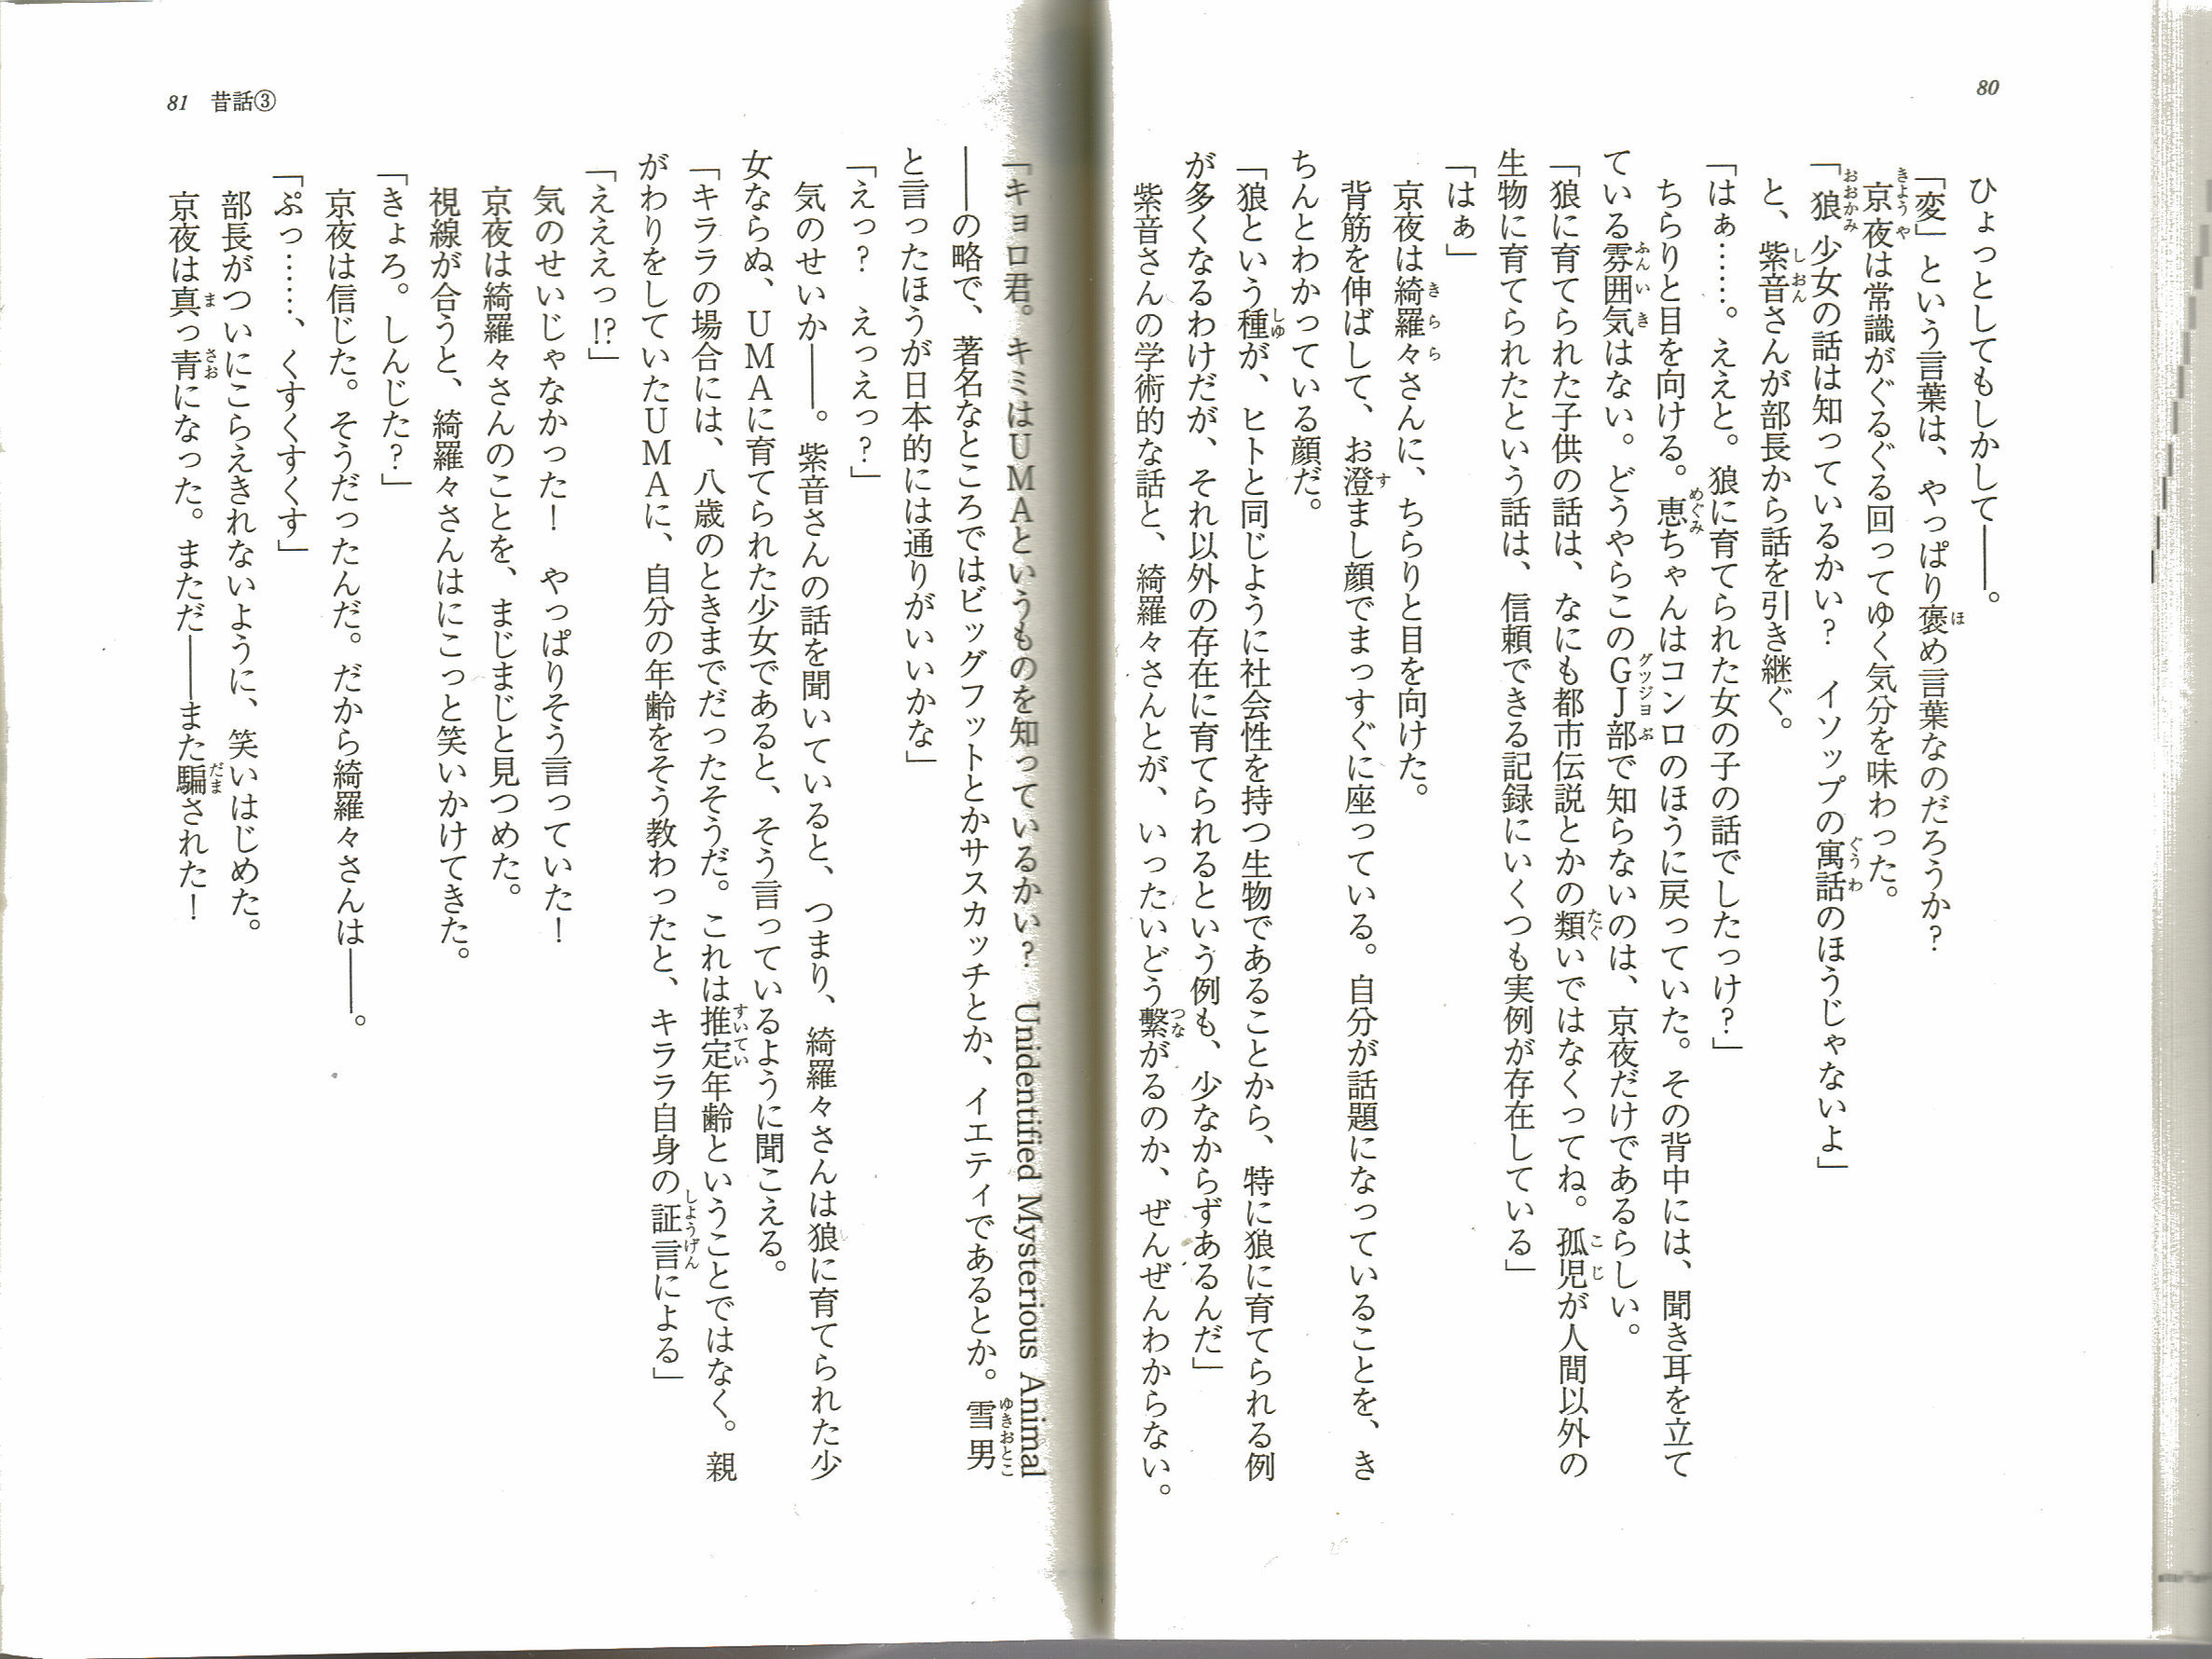 80
ひょっとしてもしかして――。
「変」という言葉は、やっぱり褒め言葉なのだろうか？
京夜は常識がぐるぐる回ってゆく気分を味わった。
「狼少女の話は知っているかい？　イソップの寓話のほうじゃないよ」
と、紫音さんが部長から話を引き継ぐ。
「はぁ……。ええと。狼に育てられた女の子の話でしたっけ？」
ちらりと目を向ける。恵ちゃんはコンロのほうに戻っていた。その背中には、聞き耳を立て
ている雰囲気はない。どうやらこのＧＪ部で知らないのは、京夜だけであるらしい。
「狼に育てられた子供の話は、なにも都市伝説とかの類いではなくってね。孤児が人間以外の
生物に育てられたという話は、信頼できる記録にいくつも実例が存在している」
「はぁ」
京夜は綺羅々さんに、ちらりと目を向けた。
背筋を伸ばして、お澄まし顔でまっすぐに座っている。自分が話題になっていることを、き
ちんとわかっている顔だ。
「狼という種が、ヒトと同じように社会性を持つ生物であることから、特に狼に育てられる例
が多くなるわけだが、それ以外の存在に育てられるという例も、少なからずあるんだ」
紫音さんの学術的な話と、綺羅々さんとが、いったいどう繫がるのか、ぜんぜんわからない。
「キョロ君。キミはＵＭＡというものを知っているかい？　Unidentified Mysterious Animal
――の略で、著名なところではビッグフットとかサスカッチとか、イエティであるとか。雪男
と言ったほうが日本的には通りがいいかな」
「えっ？　えっえっ？」
気のせいか――。紫音さんの話を聞いていると、つまり、綺羅々さんは狼に育てられた少
女ならぬ、ＵＭＡに育てられた少女であると、そう言っているように聞こえる。
「キララの場合には、八歳のときまでだったそうだ。これは推定年齢ということではなく。親
がわりをしていたＵＭＡに、自分の年齢をそう教わったと、キララ自身の証言による」
「えええっ!?」
気のせいじゃなかった！　やっぱりそう言っていた！
京夜は綺羅々さんのことを、まじまじと見つめた。
視線が合うと、綺羅々さんはにこっと笑いかけてきた。
「きょろ。しんじた？」
京夜は信じた。そうだったんだ。だから綺羅々さんは――。
「ぷっ……、くすくすくす」
部長がついにこらえきれないように、笑いはじめた。
京夜は真っ青になった。まただ――また騙された！
81　昔話③